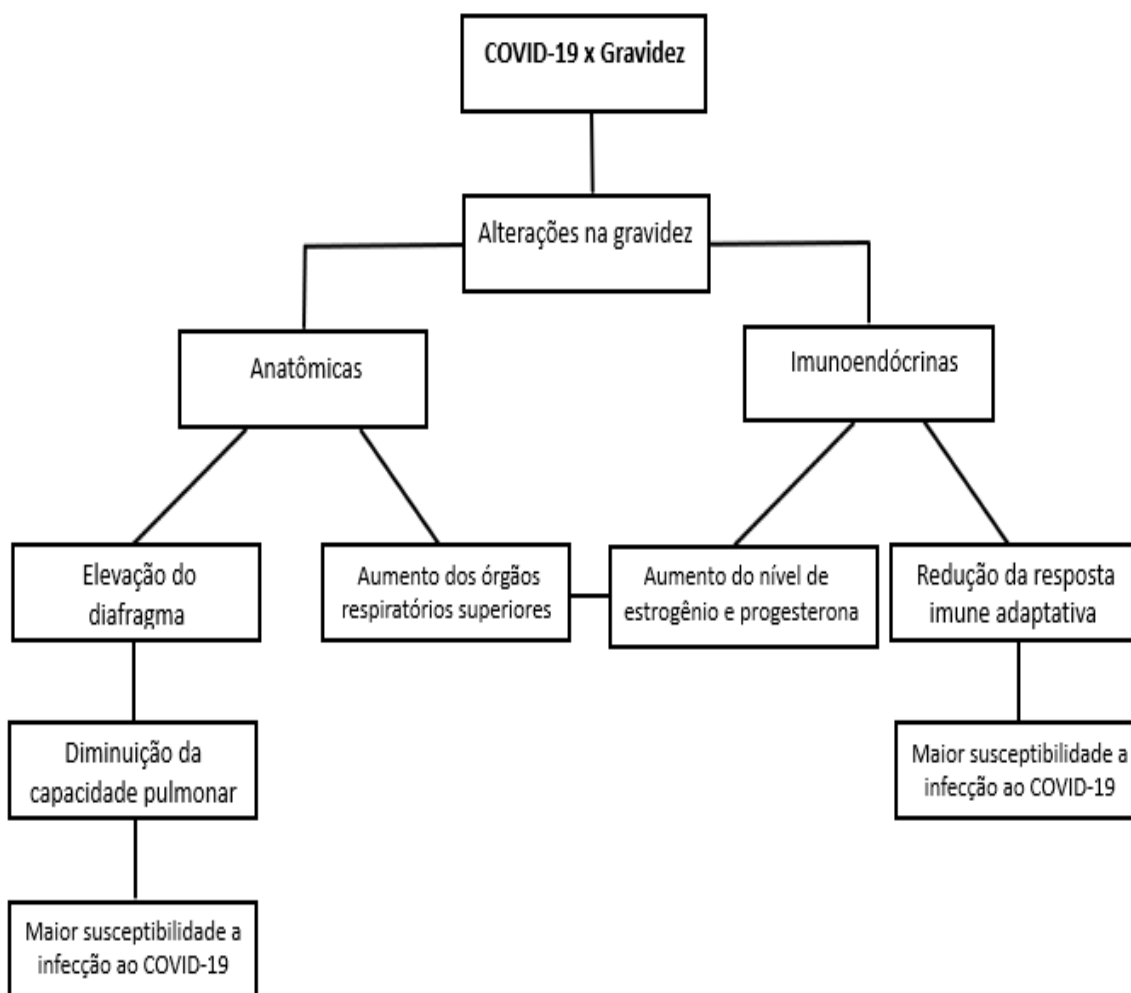 COVID-19 x Gravidez
Alterações na gravidez
Anatômicas
Imunoendócrinas
Elevação do
diafragma
Aumento dos órgãos
respiratórios superiores
Aumento do nível de
estrogênio e progesterona
Redução da resposta
imune adaptativa
Diminuição da
capacidade pulmonar
Maior susceptibilidade a
infecção ao COVID-19
Maior susceptibilidade a
infecção ao COVID-19